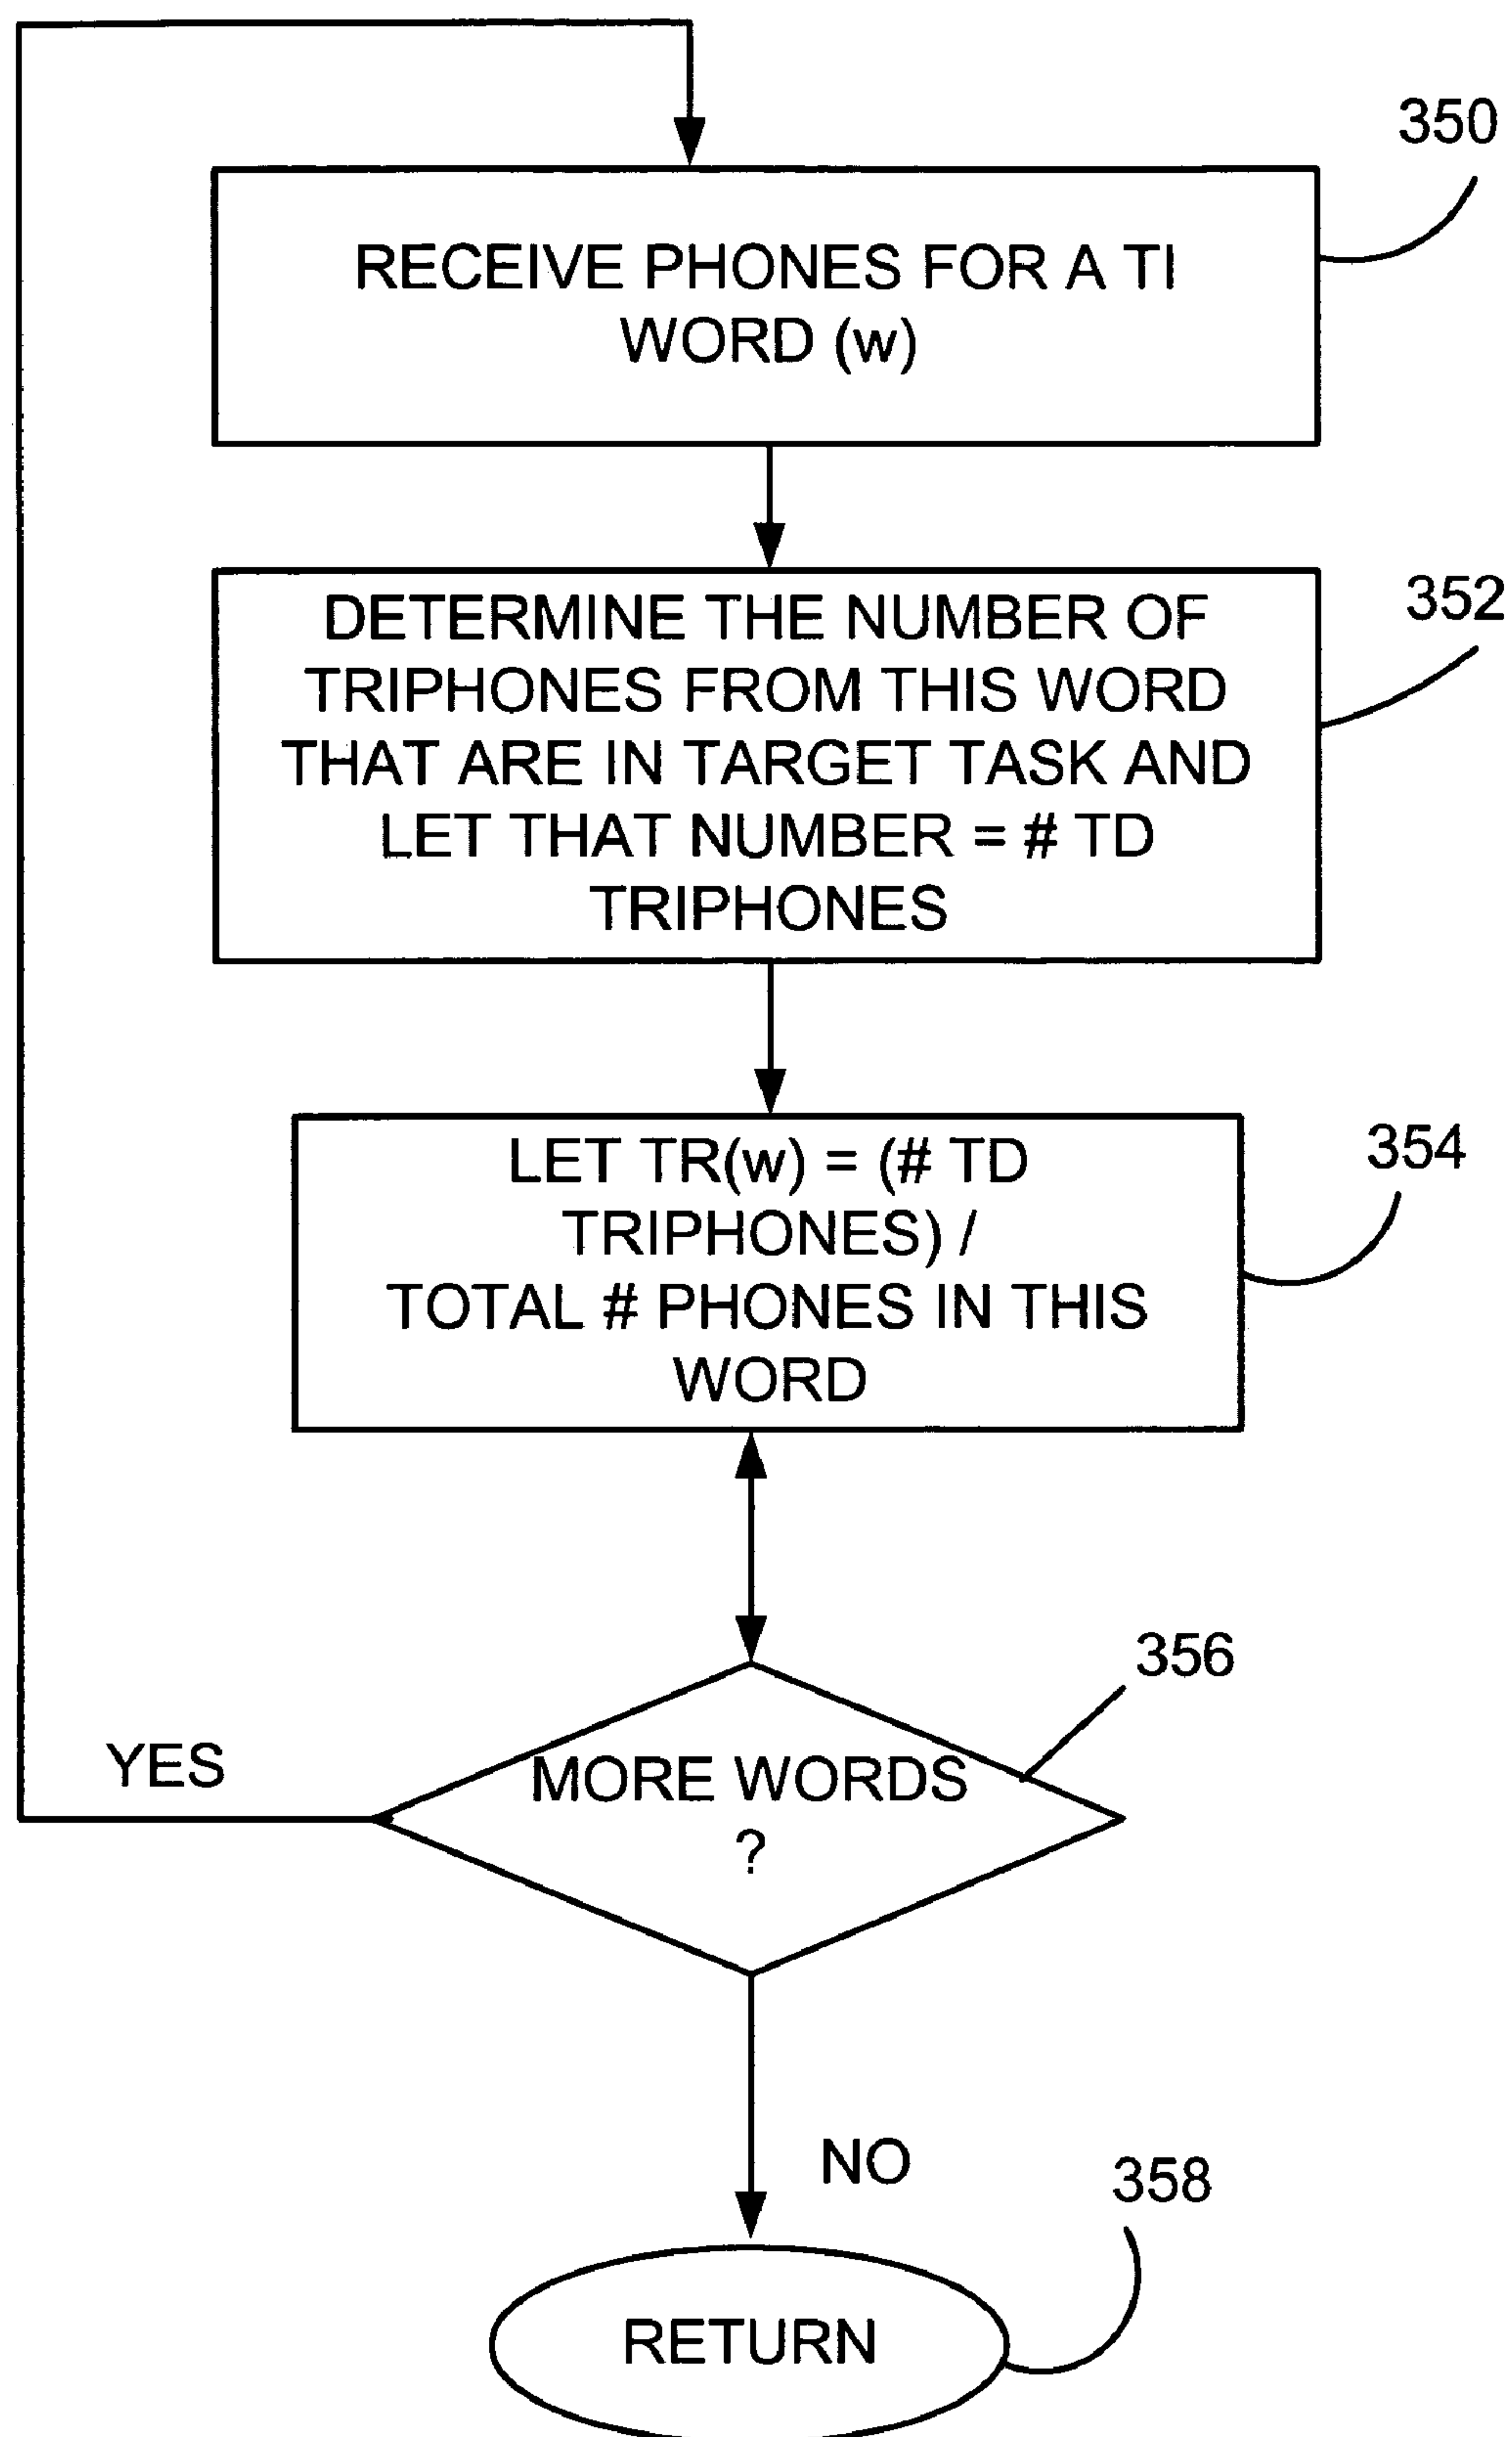 350
RECEIVE PHONES FOR A TI
WORD (w)
352
DETERMINE THE NUMBER OF
TRIPHONES FROM THIS WORD
THAT ARE IN TARGET TASK AND
LET THAT NUMBER = # TD
TRIPHONES
354
LET TR(w) = (# TD
TRIPHONES) /
TOTAL # PHONES IN THIS
WORD
356
YES
MORE WORDS
?
NO
358
RETURN